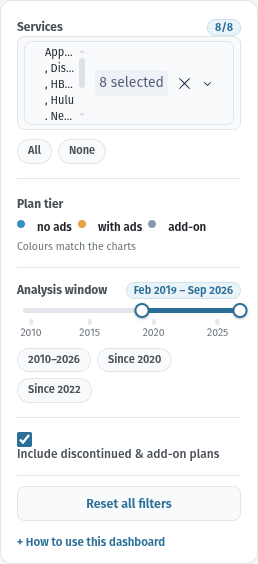 Services
8/8
App...
, Dis...
, HB...
, Hulu
, Ne...
8 selected
All
None
Plan tier
no ads
with ads
add-on
Colours match the charts
Analysis window
Feb 2019 – Sep 2026
2010
2015
2020
2025
2010–2026
Since 2020
Since 2022
Include discontinued & add-on plans
Reset all filters
+ How to use this dashboard